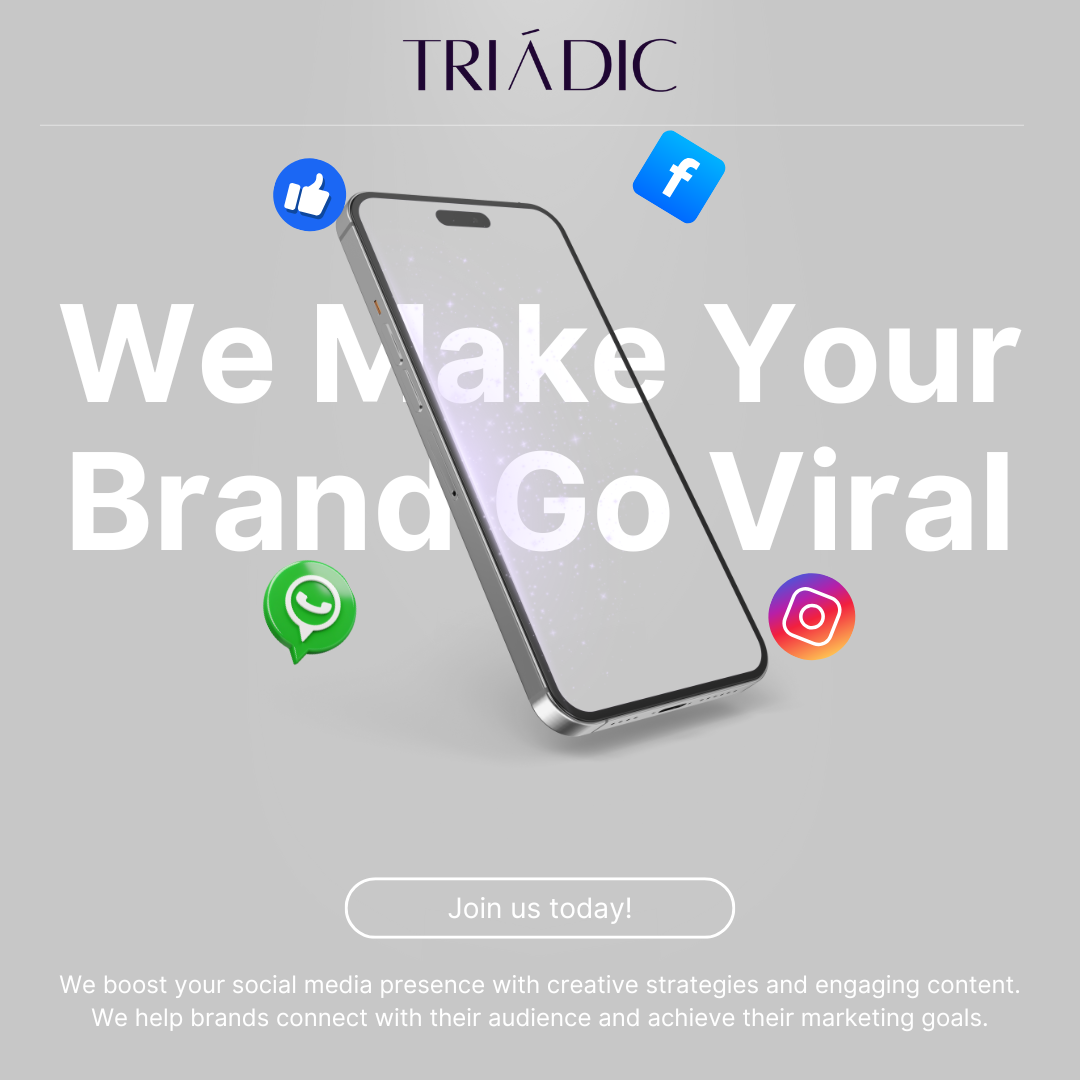 TRIÁDIC
We Make Your
Brand Go Viral
Join us today!
We boost your social media presence with creative strategies and engaging content.
We help brands connect with their audience and achieve their marketing goals.